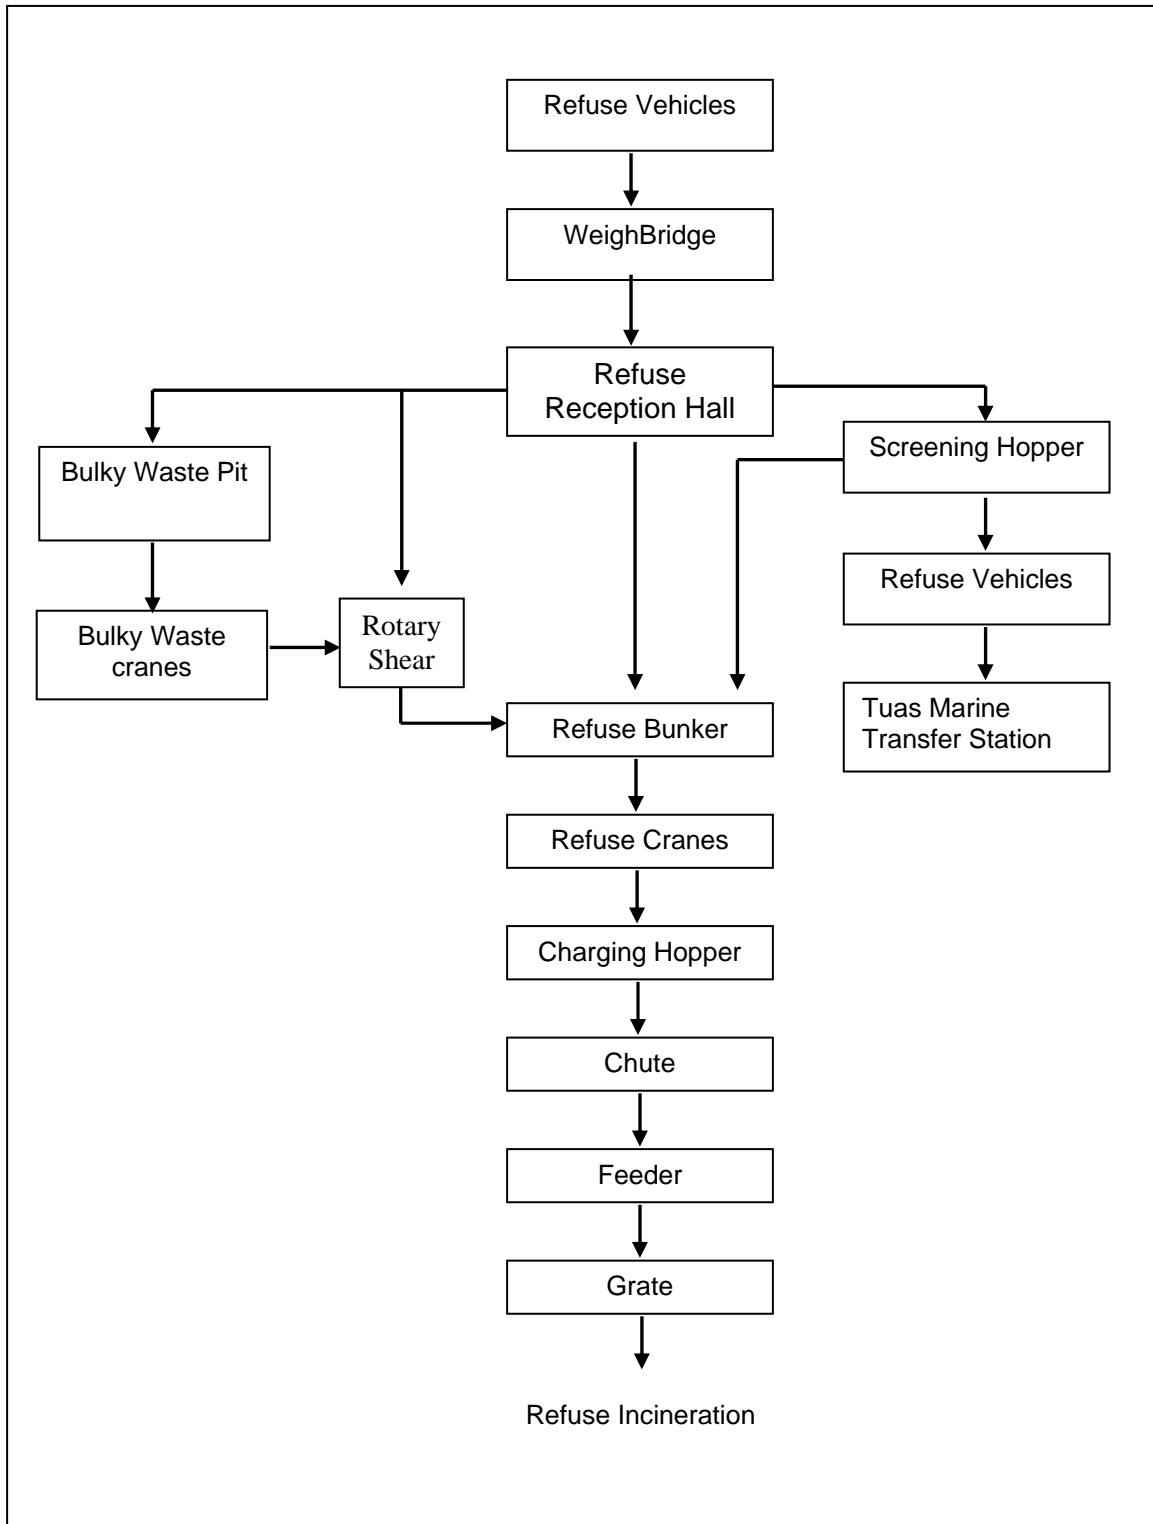 Refuse Vehicles
WeighBridge
Refuse
Reception Hall
Bulky Waste Pit
Screening Hopper
Refuse Vehicles
Bulky Waste
cranes
Rotary
Shear
Tuas Marine
Transfer Station
Refuse Bunker
Refuse Cranes
Charging Hopper
Chute
Feeder
Grate
Refuse Incineration